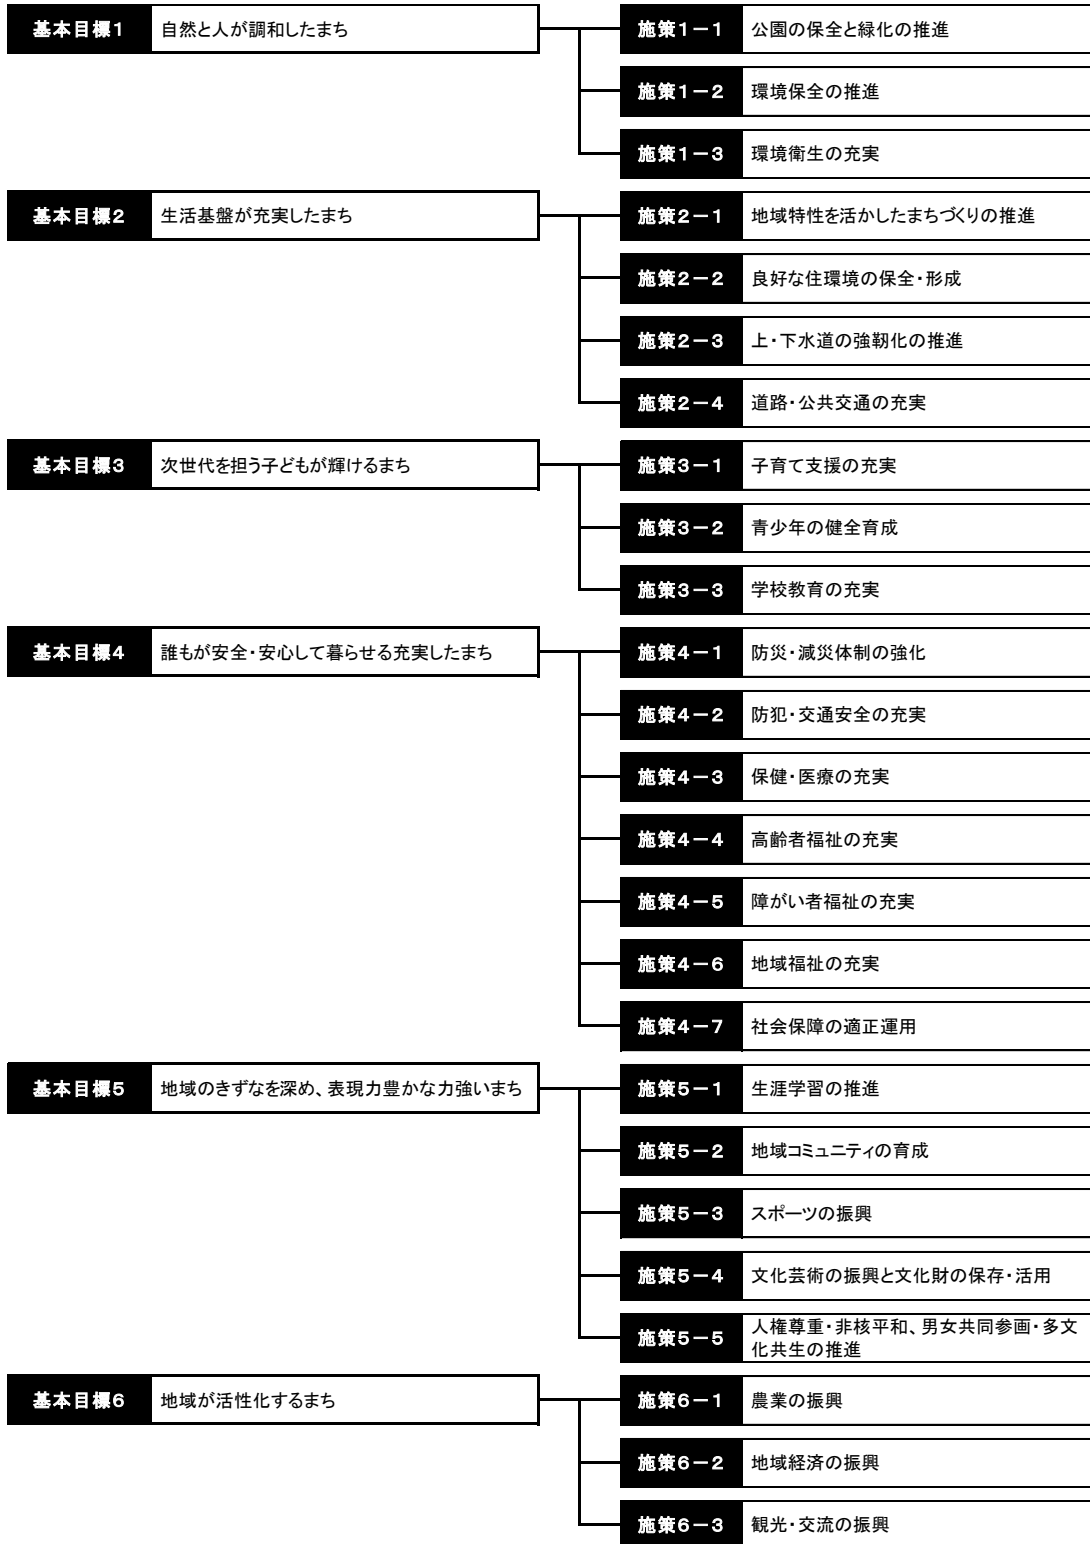 基本目標1 自然と人が調和したまち 施策1－1 公園の保全と緑化の推進
施策1－2 環境保全の推進
施策1－3 環境衛生の充実
基本目標2 生活基盤が充実したまち 施策2－1 地域特性を活かしたまちづくりの推進
施策2－2 良好な住環境の保全・形成
施策2－3 上・下水道の強靭化の推進
施策2－4 道路・公共交通の充実
基本目標3 次世代を担う子どもが輝けるまち 施策3－1 子育て支援の充実
施策3－2 青少年の健全育成
施策3－3 学校教育の充実
基本目標4 誰もが安全・安心して暮らせる充実したまち 施策4－1 防災・減災体制の強化
施策4－2 防犯・交通安全の充実
施策4－3 保健・医療の充実
施策4－4 高齢者福祉の充実
施策4－5 障がい者福祉の充実
施策4－6 地域福祉の充実
施策4－7 社会保障の適正運用
基本目標5 地域のきずなを深め、表現力豊かな力強いまち 施策5－1 生涯学習の推進
施策5－2 地域コミュニティの育成
施策5－3 スポーツの振興
施策5－4 文化芸術の振興と文化財の保存・活用
施策5－5 人権尊重・非核平和、男女共同参画・多文
化共生の推進
基本目標6 地域が活性化するまち 施策6－1 農業の振興
施策6－2 地域経済の振興
施策6－3 観光・交流の振興